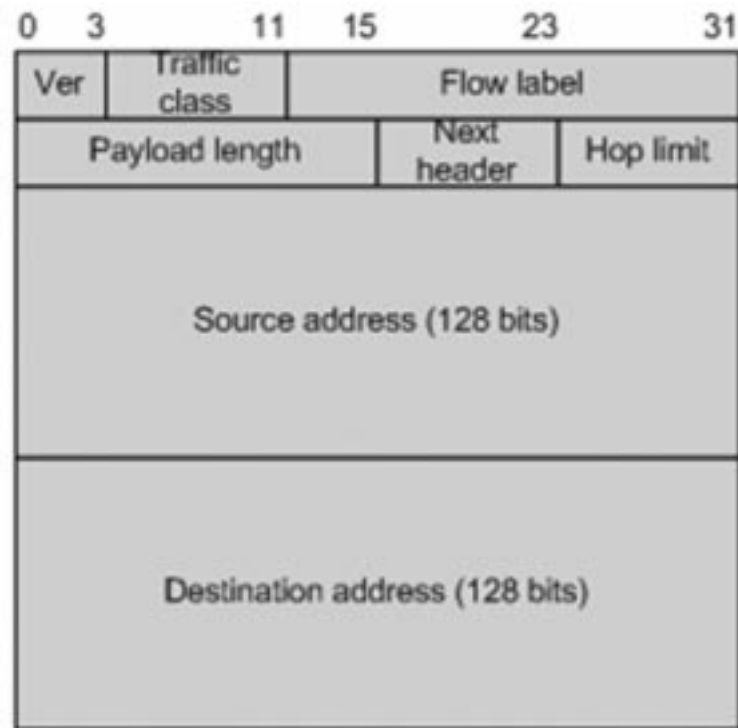 0 3 11 15 23 31
Ver Traffic class Flow label
Payload length Next header Hop limit
Source address (128 bits)
Destination address (128 bits)